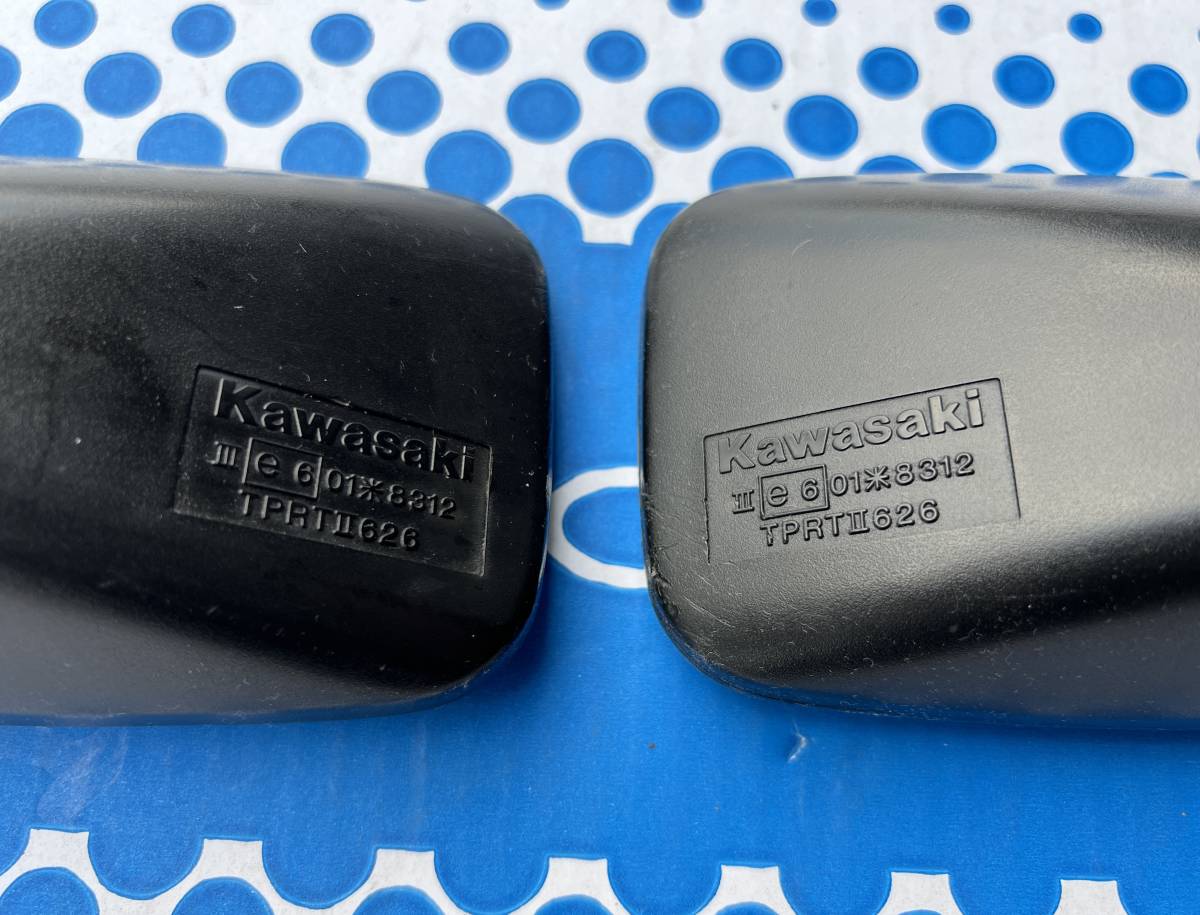 Kawasaki
III e 6 01*8312
TPRTII626
Kawasaki
III e 6 01*8312
TPRTII626